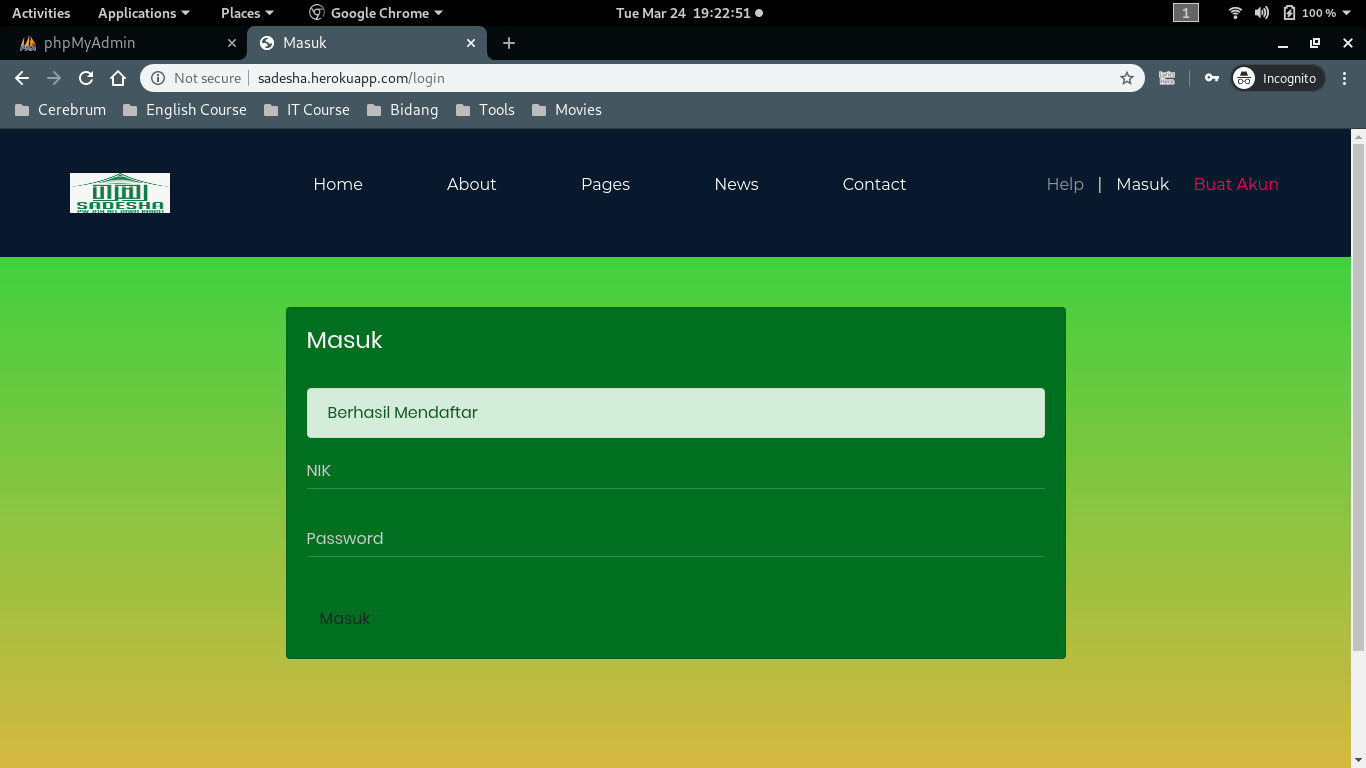 Activities Applications Places Google Chrome Tue Mar 24 19:22:51 1 100 %
phpMyAdmin Masuk
Not secure sadesha.herokuapp.com/login Incognito
Cerebrum English Course IT Course Bidang Tools Movies
SADESHA Home About Pages News Contact Help | Masuk Buat Akun
Masuk
Berhasil Mendaftar
NIK
Password
Masuk